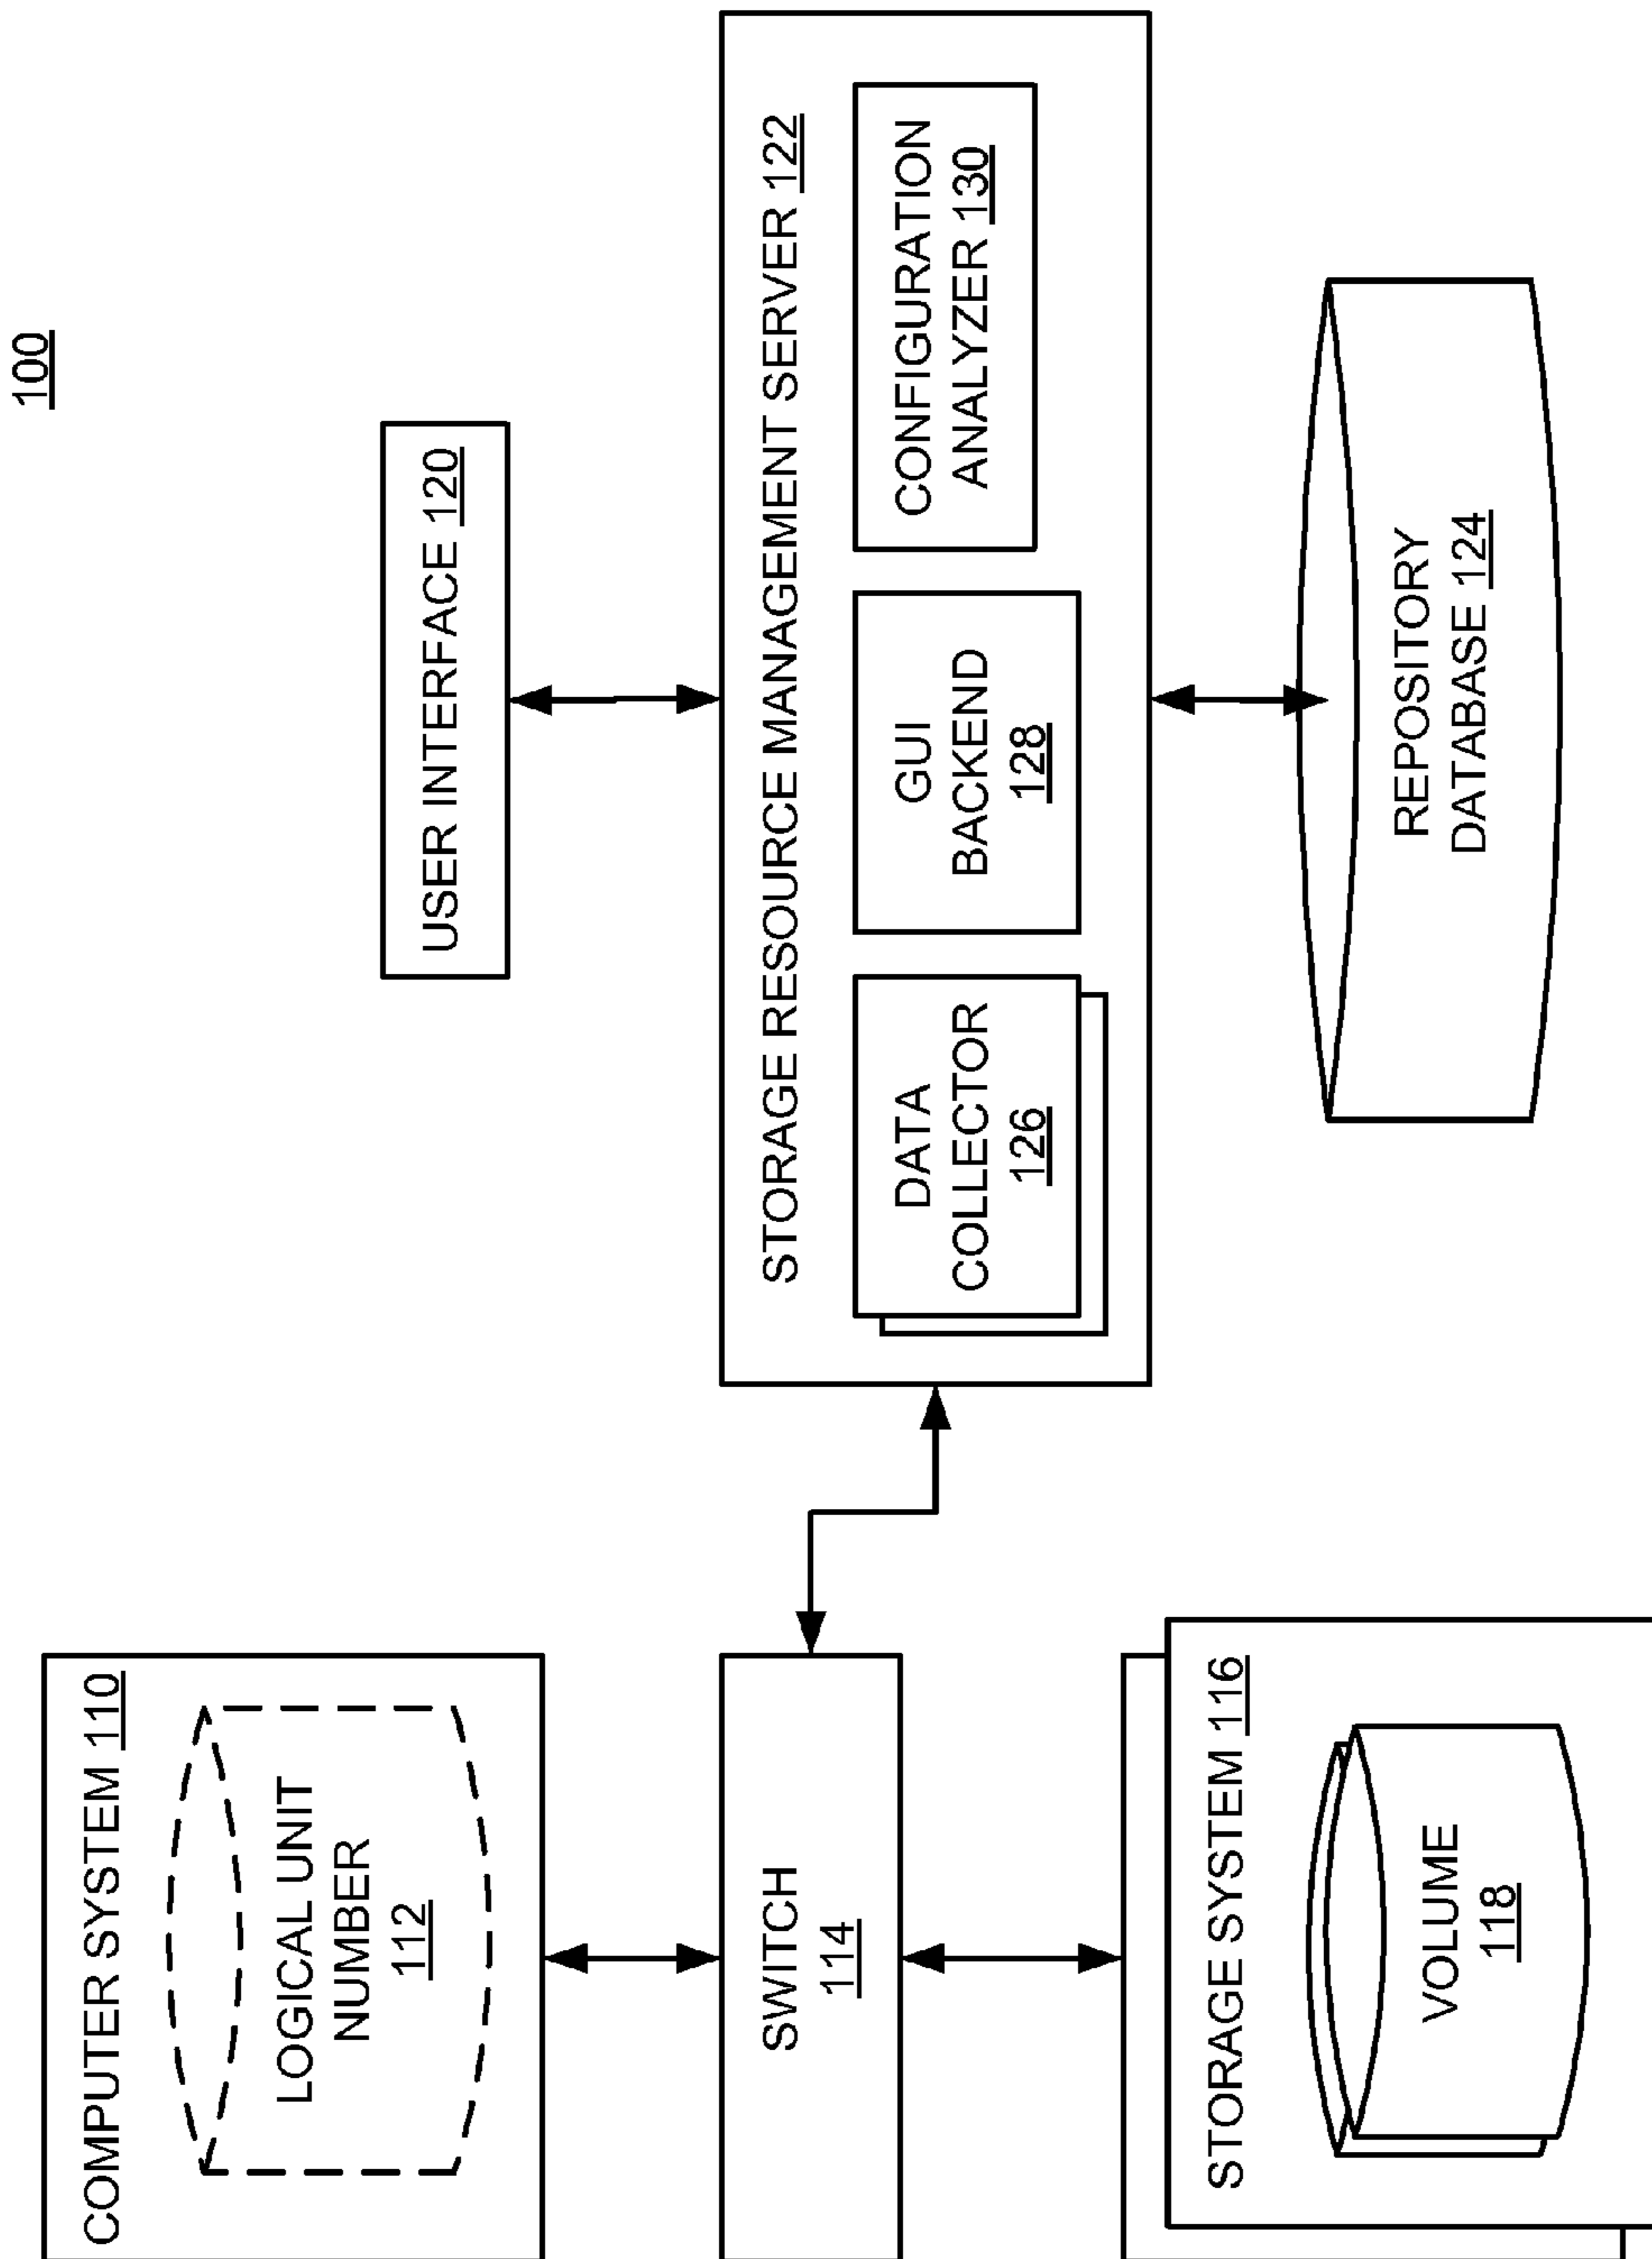 100
COMPUTER SYSTEM 110
LOGICAL UNIT
NUMBER
112
SWITCH
114
STORAGE SYSTEM 116
VOLUME
118
USER INTERFACE 120
STORAGE RESOURCE MANAGEMENT SERVER 122
DATA
COLLECTOR
126
GUI
BACKEND
128
CONFIGURATION
ANALYZER 130
REPOSITORY
DATABASE 124